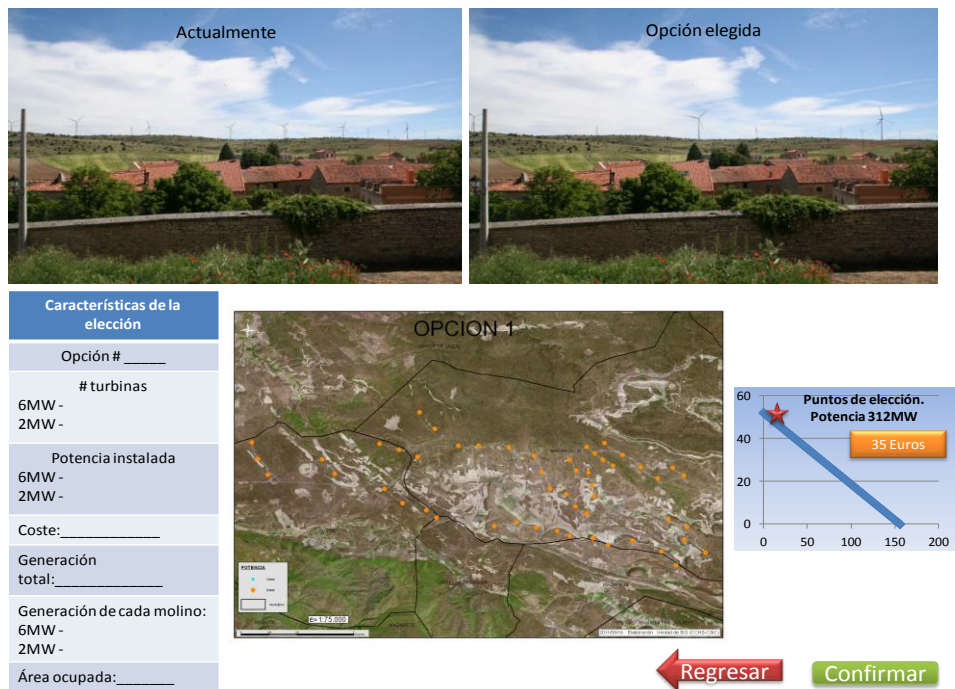 Actualmente
Opción elegida
Características de la
elección
Opción # _____
# turbinas
6MW -
2MW -
Potencia instalada
6MW -
2MW -
Coste:____________
Generación
total:_____________
Generación de cada molino:
6MW -
2MW -
Área ocupada:_______
OPCION 1
POTENCIA
E=1:75.000
Puntos de elección.
Potencia 312MW
35 Euros
60
40
20
0
0 50 100 150 200
Regresar
Confirmar